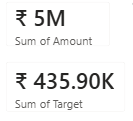 ₹ 5M
Sum of Amount
₹ 435.90K
Sum of Target